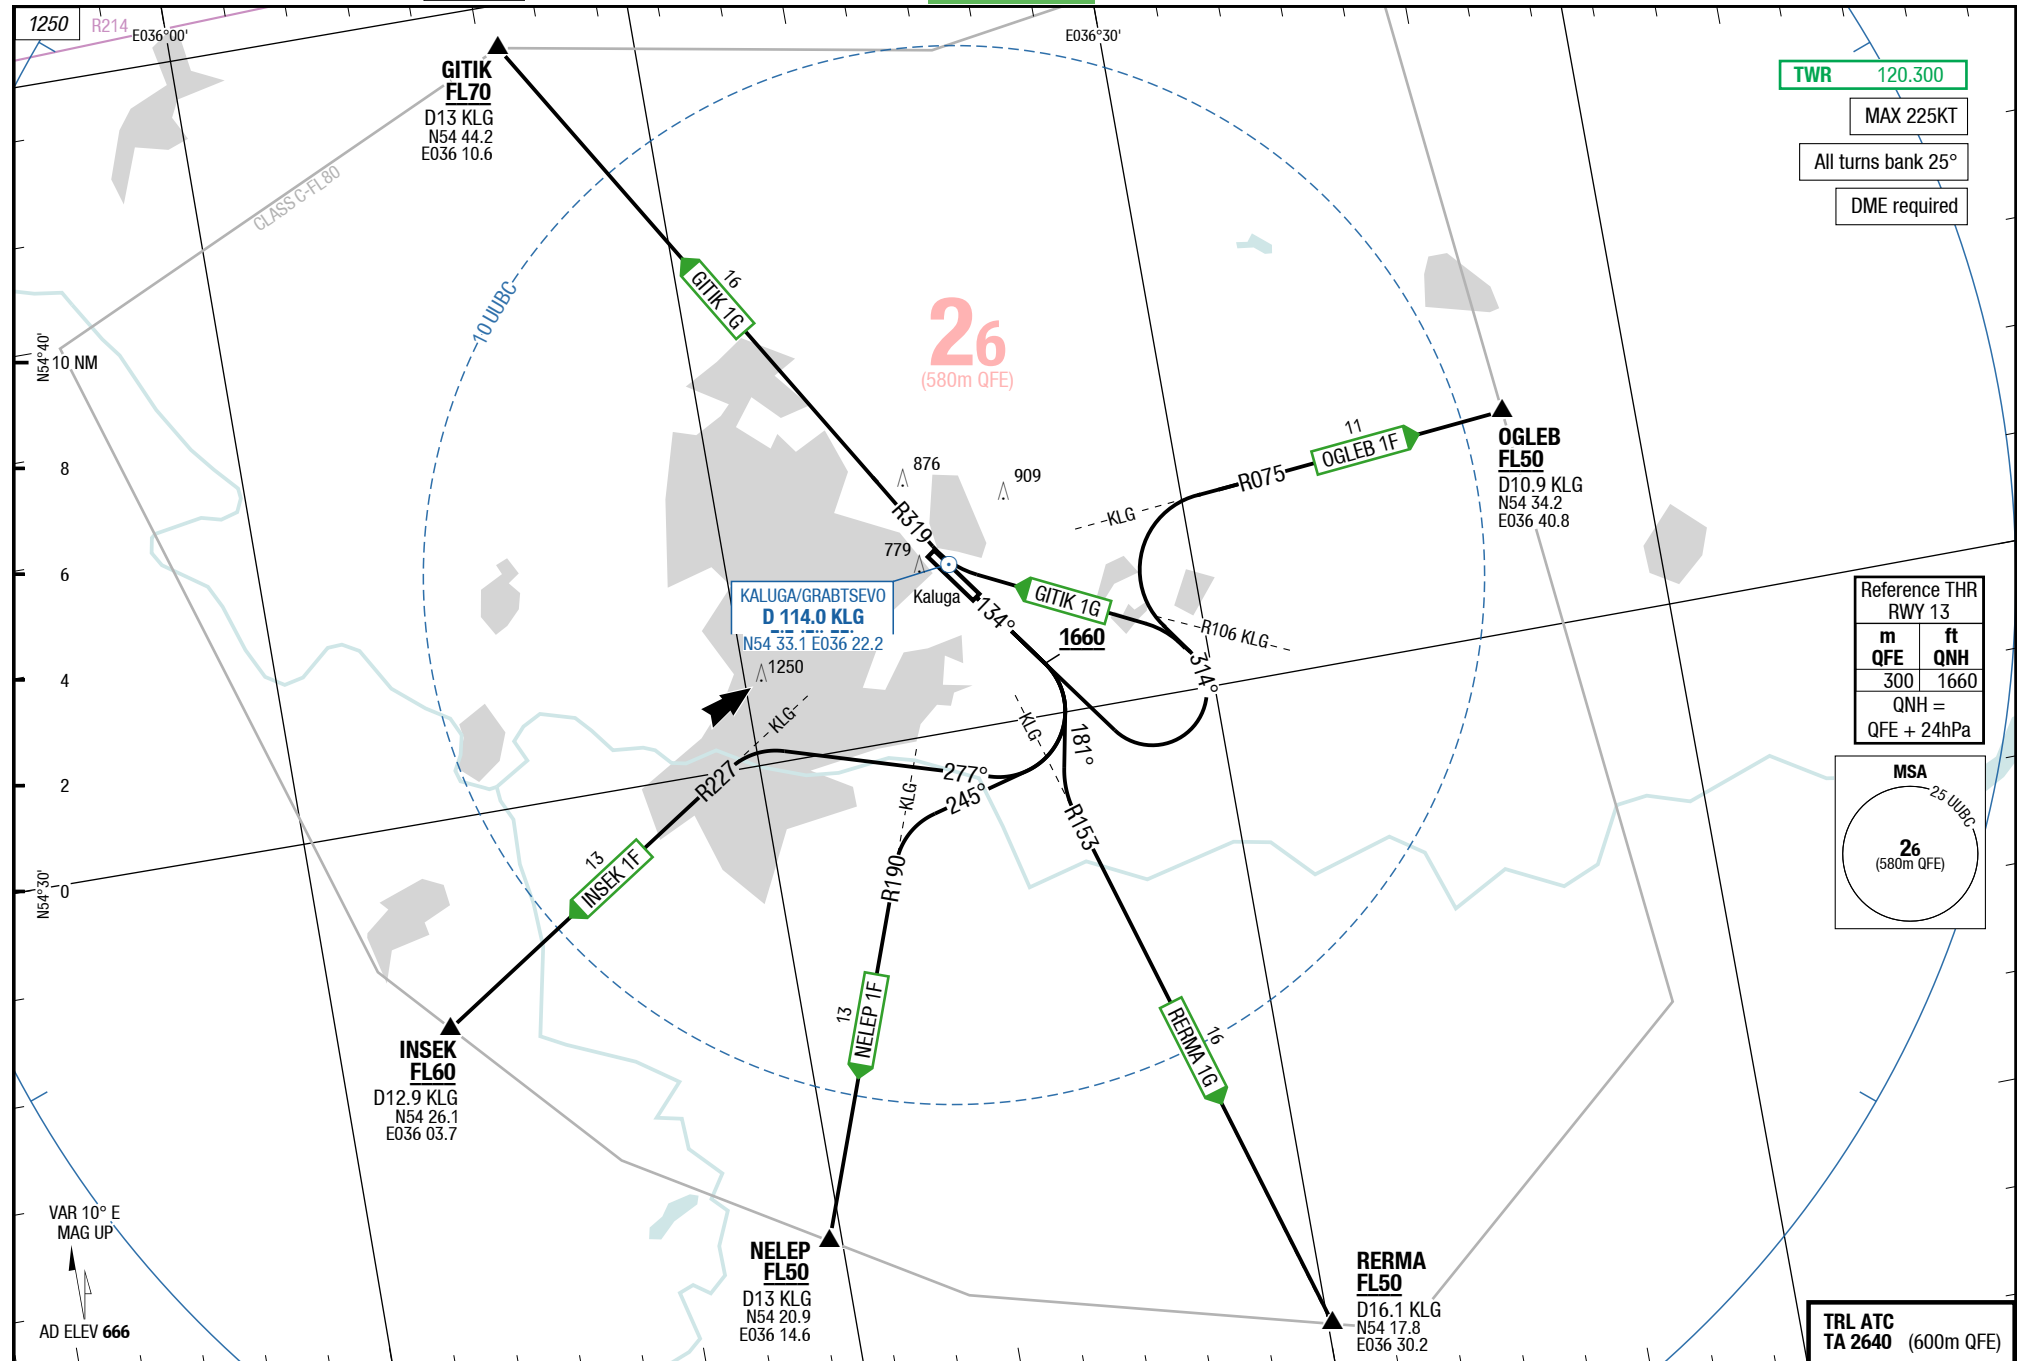 1250
R214
E036°00'
E036°30'
GITIK
FL70
D13 KLG
N54 44.2
E036 10.6
TWR 120.300
MAX 225KT
All turns bank 25°
DME required
CLASS C-FL80
10 UUBC
16
GITIK 1G
26
(580m QFE)
N54°40'
10 NM
8
6
4
2
0
N54°30'
11
OGLEB 1F
R075
OGLEB
FL50
D10.9 KLG
N54 34.2
E036 40.8
876
909
KLG
R319
779
KALUGA/GRABTSEVO
D 114.0 KLG
N54 33.1 E036 22.2
Kaluga
134°
GITIK 1G
1660
R106 KLG
314°
Reference THR
RWY 13
m ft
QFE QNH
300 1660
QNH =
QFE + 24hPa
1250
KLG
KLG
181°
R227
277°
245°
KLG
R153
R190
MSA
25 UUBC
26
(580m QFE)
13
INSEK 1F
13
NELEP 1F
16
RERMA 1G
INSEK
FL60
D12.9 KLG
N54 26.1
E036 03.7
VAR 10° E
MAG UP
AD ELEV 666
NELEP
FL50
D13 KLG
N54 20.9
E036 14.6
RERMA
FL50
D16.1 KLG
N54 17.8
E036 30.2
TRL ATC
TA 2640 (600m QFE)